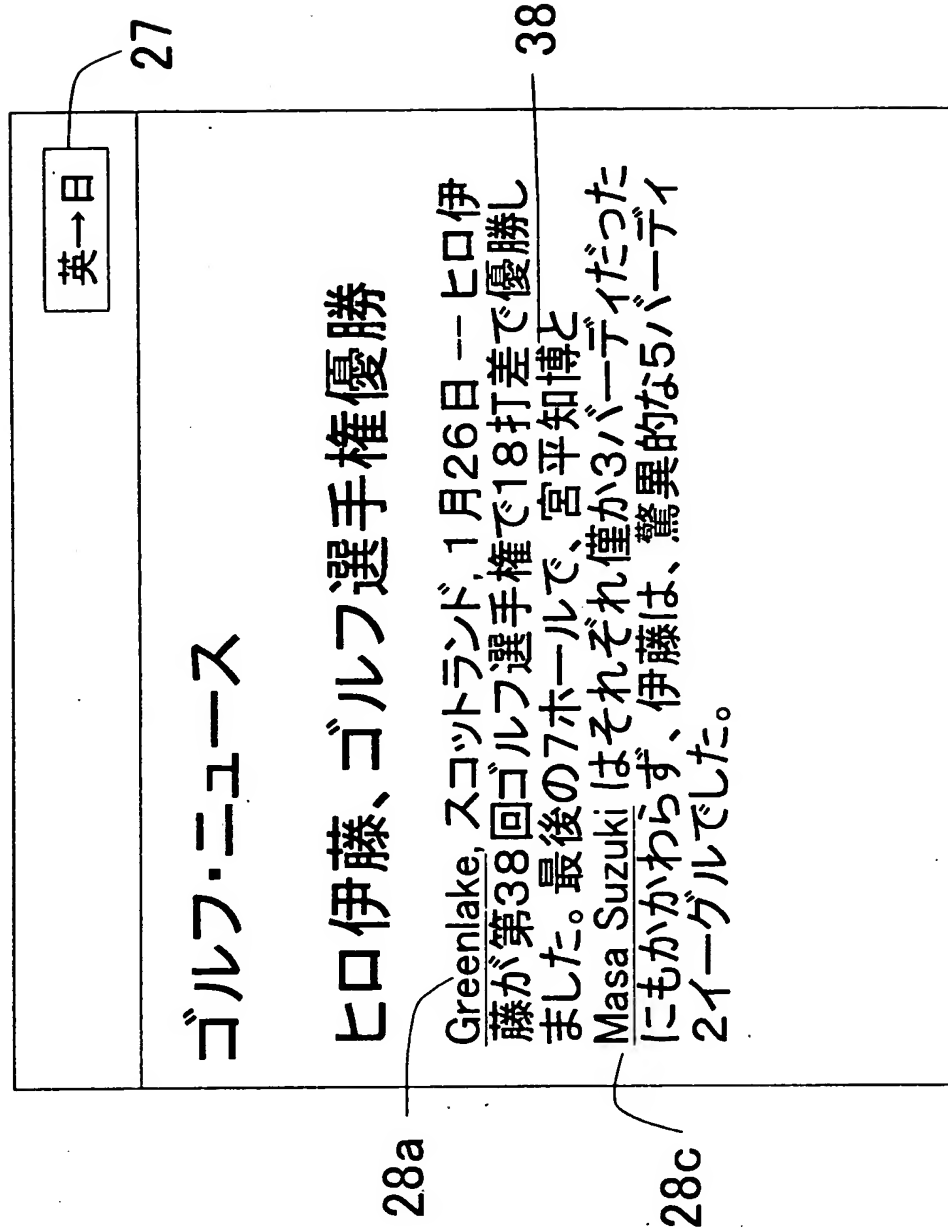 英→日
27
ゴルフ・ニュース
ヒロ伊藤、ゴルフ選手権優勝
Greenlake, スコットランド, 1月26日 -- ヒロ伊
藤が第38回ゴルフ選手権で18打差で優勝し
ました。最後の7ホールで、宮平知博と
Masa Suzuki はそれぞれ僅か3バーディだった
にもかかわらず、伊藤は、驚異的な5バーディ
2イーグルでした。
28a
38
28c